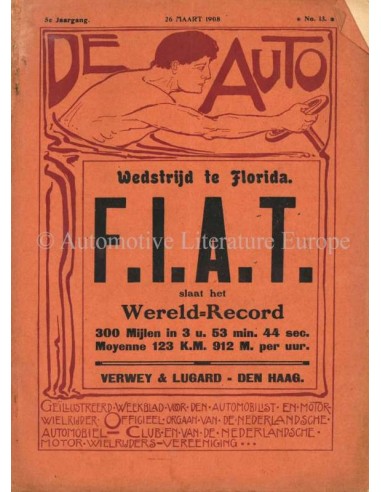 5e Jaargang. 26 MAART 1908 No. 13.
DE AUTO
Wedstrijd te Florida.
© Automotive Literature Europe
F.I.A.T.
slaat het
Wereld=Record
300 Mijlen in 3 u. 53 min. 44 sec.
Moyenne 123 K.M. 912 M. per uur.
VERWEY & LUGARD - DEN HAAG.
GEÏLLUSTREERD-WEEKBLAD-VOOR-DEN-AUTOMOBILIST-EN-MOTOR-
WIELRIJDER-OFFICIEEL-ORGAAN-VAN-DE-NEDERLANDSCHE-
AUTOMOBIEL-CLUB-EN-VAN-DE-NEDERLANDSCHE-
MOTOR-WIELRIJDERS-VEREENIGING...